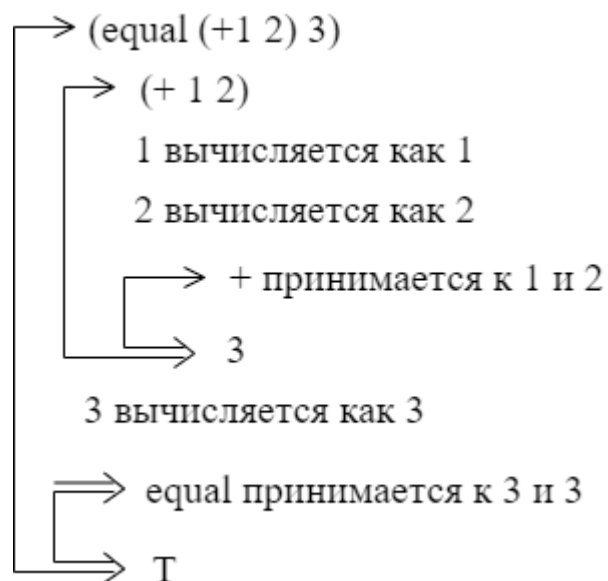 (equal (+1 2) 3)
(+ 1 2)
1 вычисляется как 1
2 вычисляется как 2
+ принимается к 1 и 2
3
3 вычисляется как 3
equal принимается к 3 и 3
T